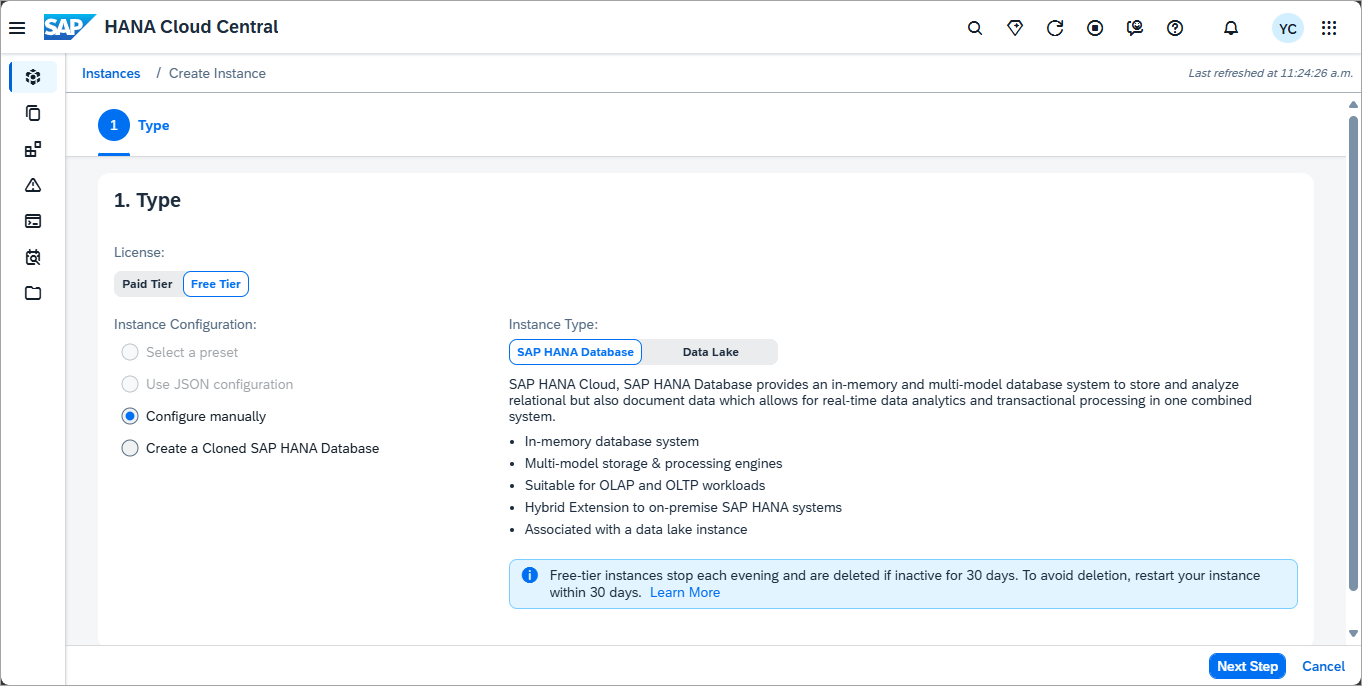 SAP HANA Cloud Central
YC
Instances / Create Instance
Last refreshed at 11:24:26 a.m.
1 Type
1. Type
License:
Paid Tier Free Tier
Instance Configuration:
Select a preset
Use JSON configuration
Configure manually
Create a Cloned SAP HANA Database
Instance Type:
SAP HANA Database Data Lake
SAP HANA Cloud, SAP HANA Database provides an in-memory and multi-model database system to store and analyze
relational but also document data which allows for real-time data analytics and transactional processing in one combined
system.
• In-memory database system
• Multi-model storage & processing engines
• Suitable for OLAP and OLTP workloads
• Hybrid Extension to on-premise SAP HANA systems
• Associated with a data lake instance
Free-tier instances stop each evening and are deleted if inactive for 30 days. To avoid deletion, restart your instance
within 30 days. Learn More
Next Step Cancel